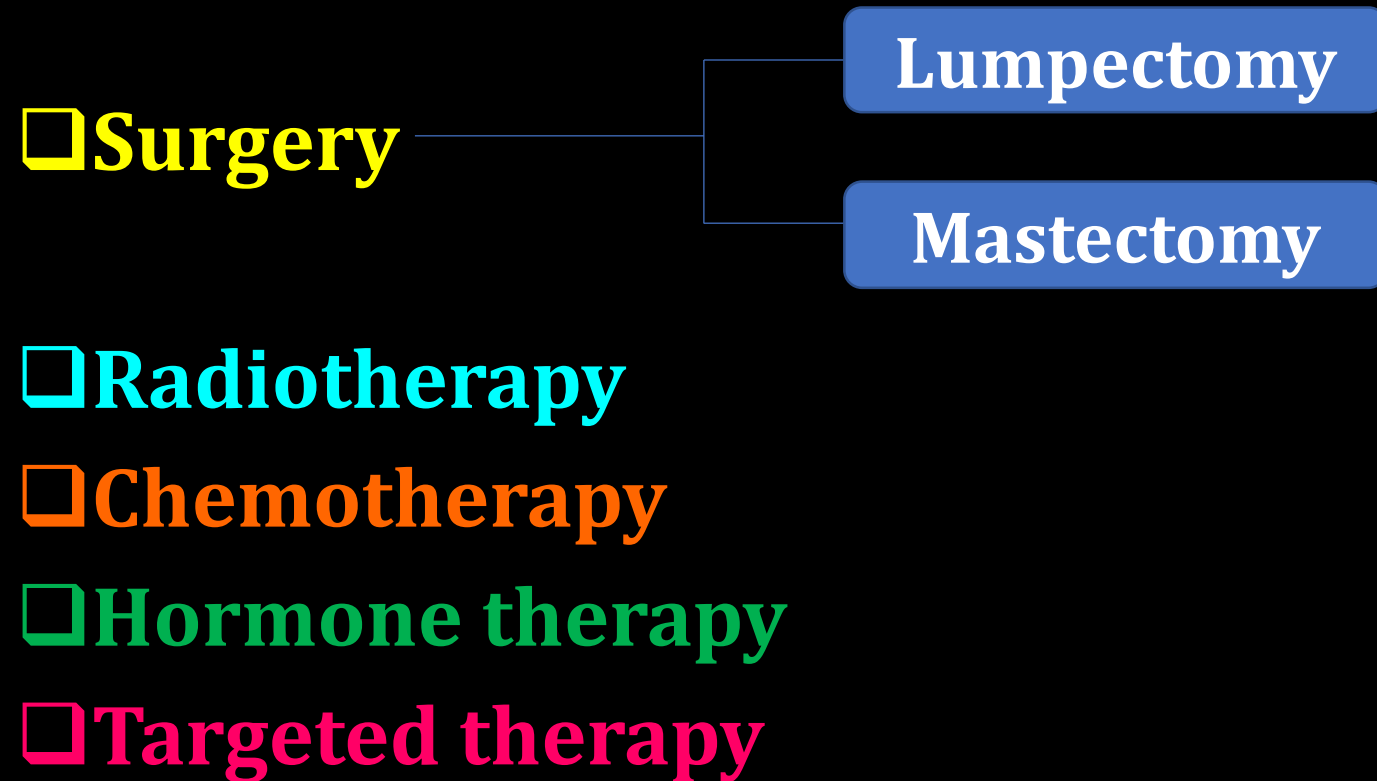 Lumpectomy
❑Surgery
Mastectomy
❑Radiotherapy
❑Chemotherapy
❑Hormone therapy
❑Targeted therapy